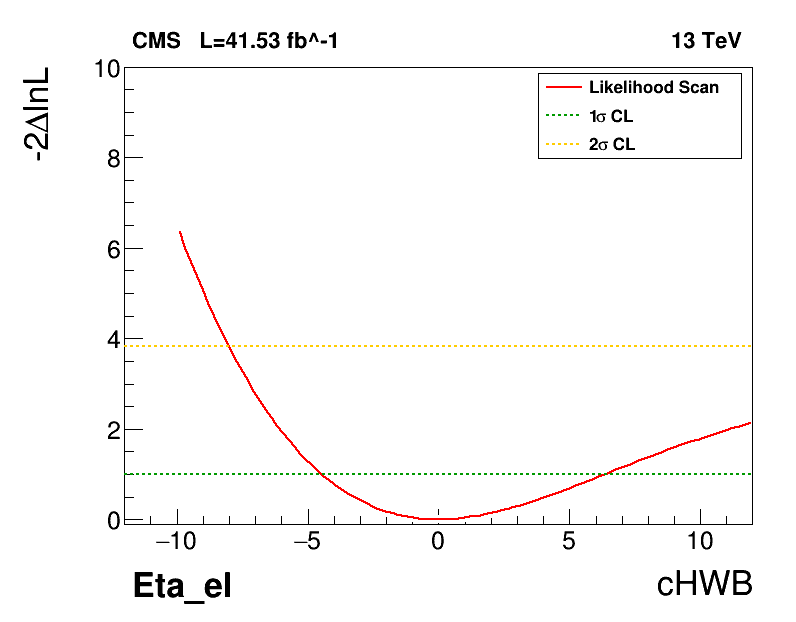 CMS L=41.53 fb^-1 13 TeV
-2ΔlnL
Likelihood Scan
1σ CL
2σ CL
10
8
6
4
2
0
−10 −5 0 5 10
Eta_el cHWB